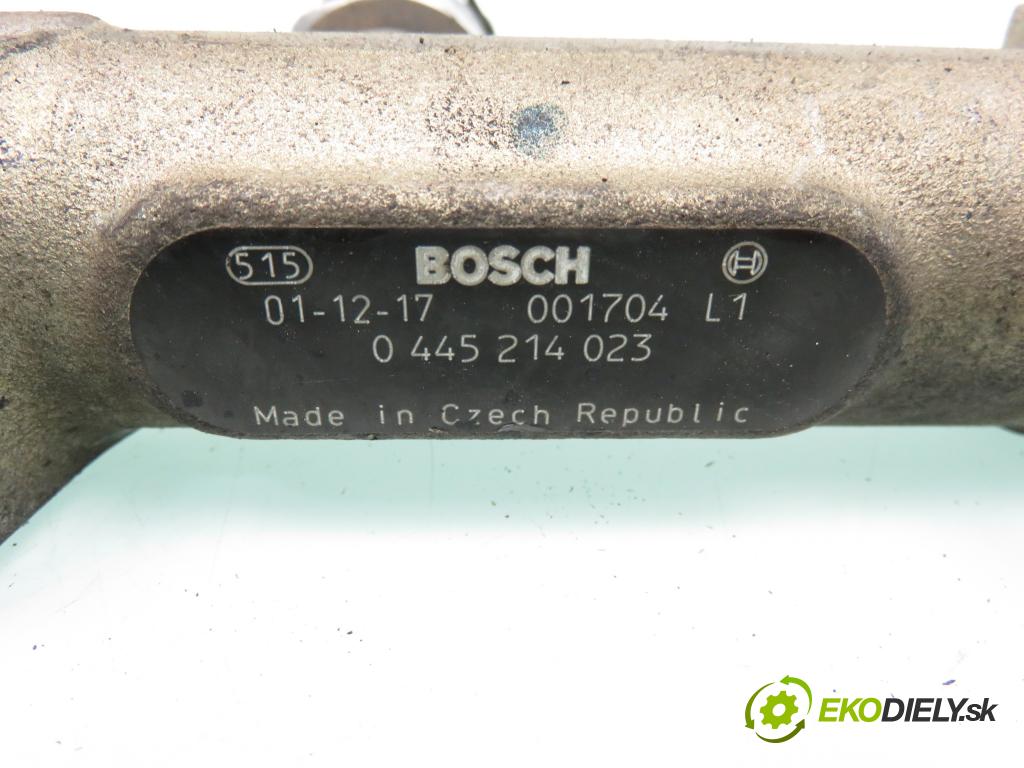 515 BOSCH
01-12-17 001704 L1
0 445 214 023
Made in Czech Republic
EKODIELY.sk